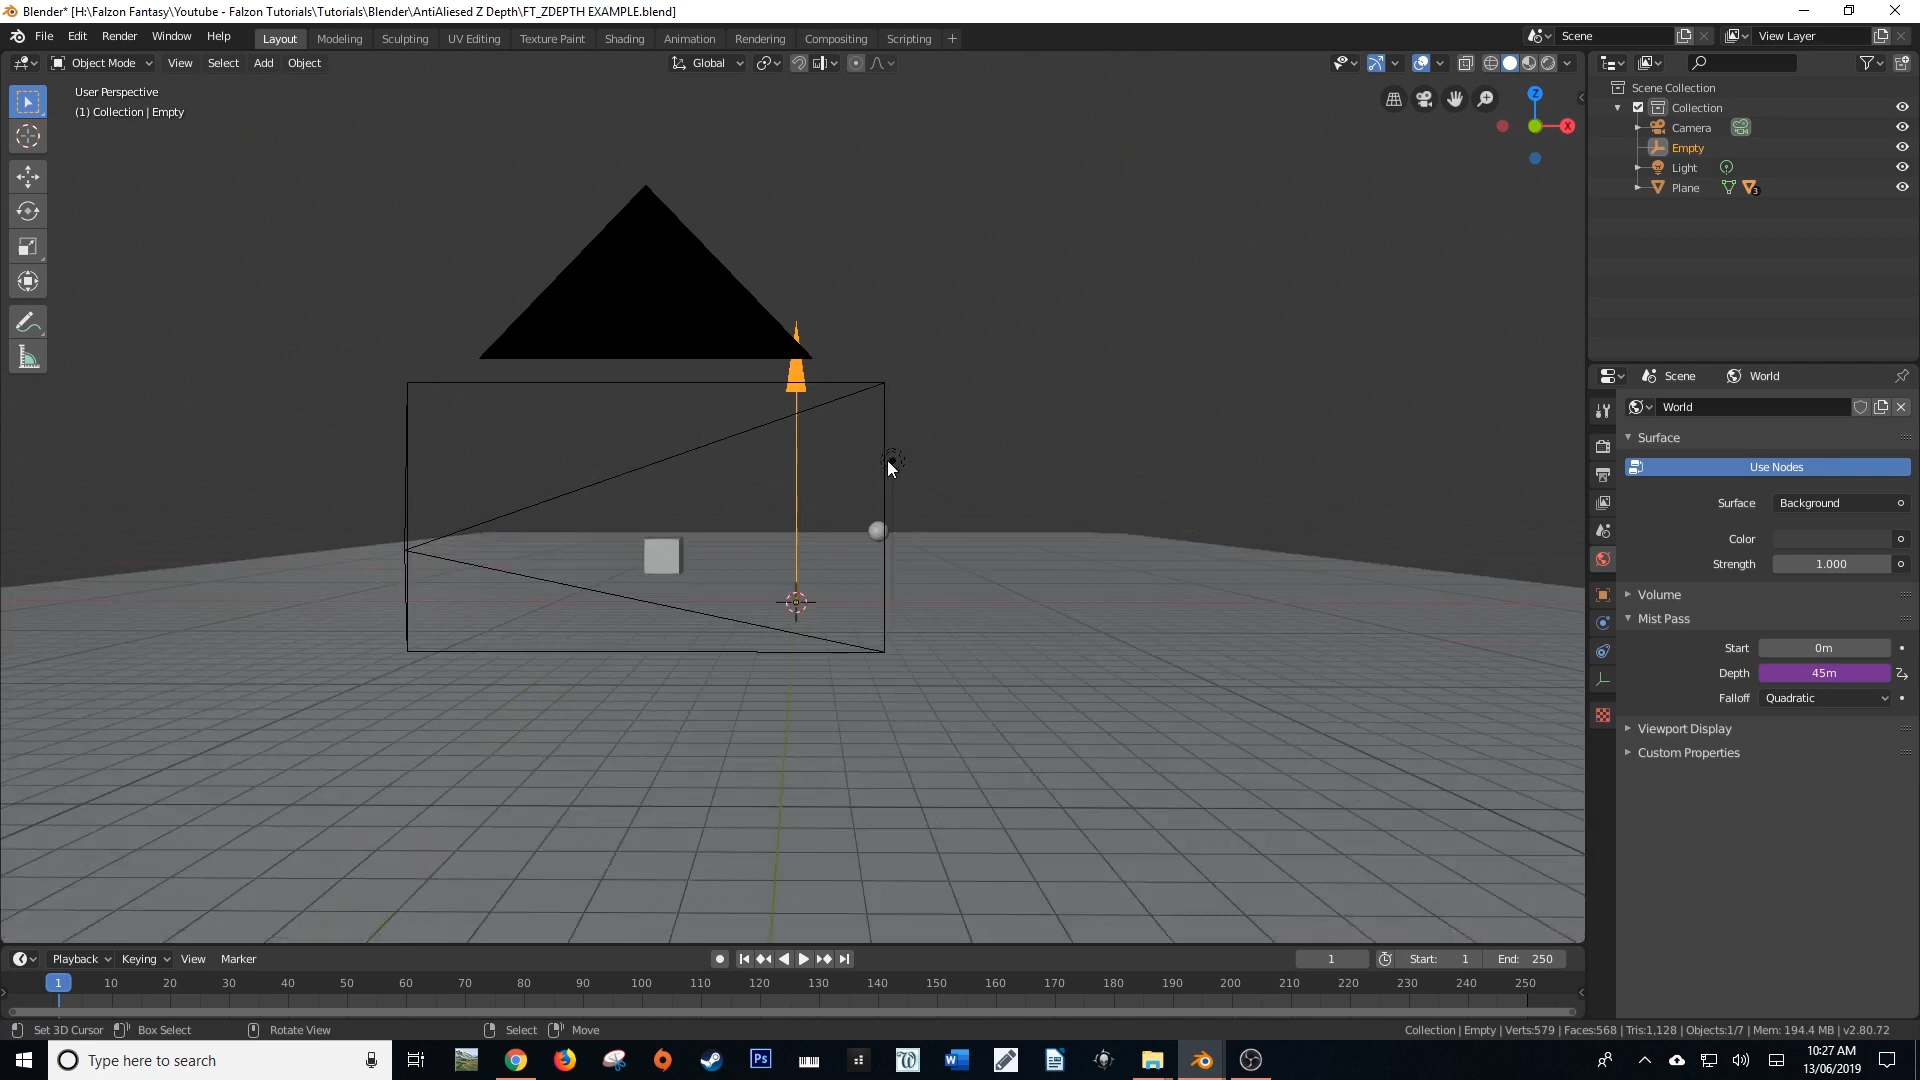 Blender* [H:\Falzon Fantasy\Youtube - Falzon Tutorials\Tutorials\Blender\AntiAliesed Z Depth\FT_ZDEPTH EXAMPLE.blend]
File Edit Render Window Help Layout Modeling Sculpting UV Editing Texture Paint Shading Animation Rendering Compositing Scripting + Scene View Layer
Object Mode View Select Add Object Global
User Perspective
(1) Collection | Empty
Z
X
Scene Collection
Collection
Camera
Empty
Light
Plane 3
Scene World
World
Surface
Use Nodes
Surface Background
Color
Strength 1.000
Volume
Mist Pass
Start 0m
Depth 45m
Falloff Quadratic
Viewport Display
Custom Properties
Playback Keying View Marker 1 Start: 1 End: 250
1 10 20 30 40 50 60 70 80 90 100 110 120 130 140 150 160 170 180 190 200 210 220 230 240 250
Set 3D Cursor Box Select Rotate View Select Move Collection | Empty | Verts:579 | Faces:568 | Tris:1,128 | Objects:1/7 | Mem: 194.4 MB | v2.80.72
Type here to search
Ps
W
10:27 AM
13/06/2019